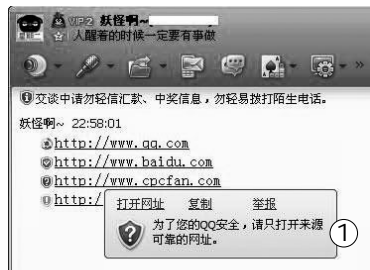 VIP2 妖怪啊~
人醒着的时候一定要有事做
交谈中请勿轻信汇款、中奖信息，勿轻易拨打陌生电话。
妖怪啊~ 22:58:01
http://www.qq.com
http://www.baidu.com
http://www.cpcfan.com
http:/
打开网址 复制 举报
为了您的QQ安全，请只打开来源
可靠的网址。
①